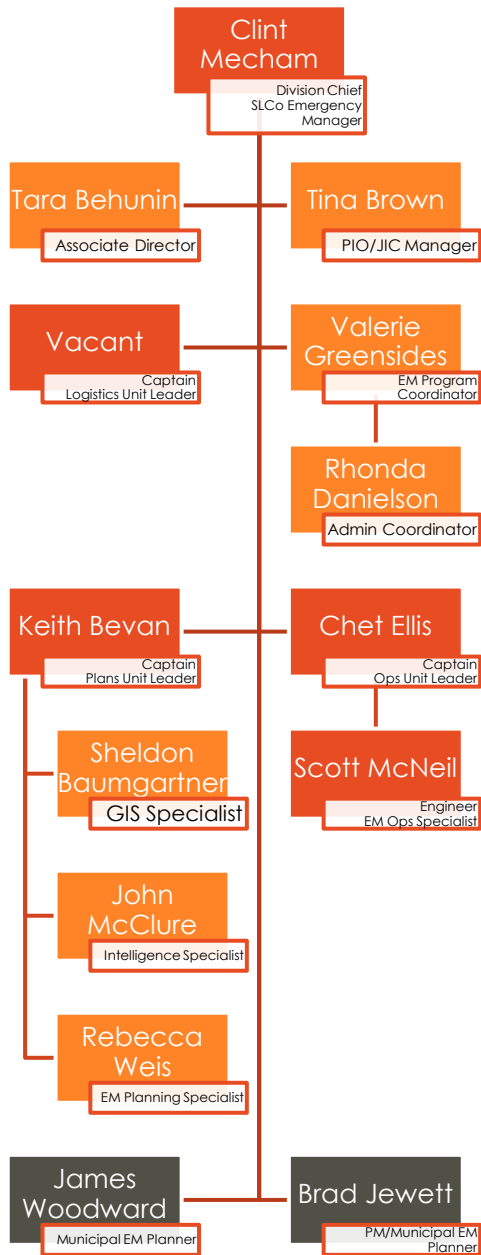 Clint
Mecham
Division Chief
SLCo Emergency
Manager
Tara Behunin
Associate Director
Tina Brown
PIO/JIC Manager
Vacant
Captain
Logistics Unit Leader
Valerie
Greensides
EM Program
Coordinator
Rhonda
Danielson
Admin Coordinator
Keith Bevan
Captain
Plans Unit Leader
Chet Ellis
Captain
Ops Unit Leader
Sheldon
Baumgartner
GIS Specialist
Scott McNeil
Engineer
EM Ops Specialist
John
McClure
Intelligence Specialist
Rebecca
Weis
EM Planning Specialist
James
Woodward
Municipal EM Planner
Brad Jewett
PM/Municipal EM
Planner